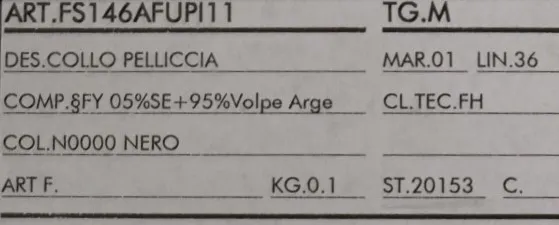 ART.FS146AFUPI11 TG.M
DES.COLLO PELLICCIA MAR.01 LIN.36
COMP.§FY 05%SE+95%Volpe Arge CL.TEC.FH
COL.N0000 NERO
ART F. KG.0.1 ST.20153 C.